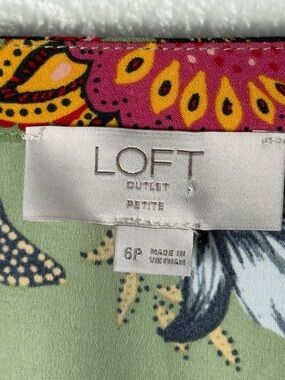 LOFT
OUTLET
PETITE
6P
MADE IN
VIETNAM